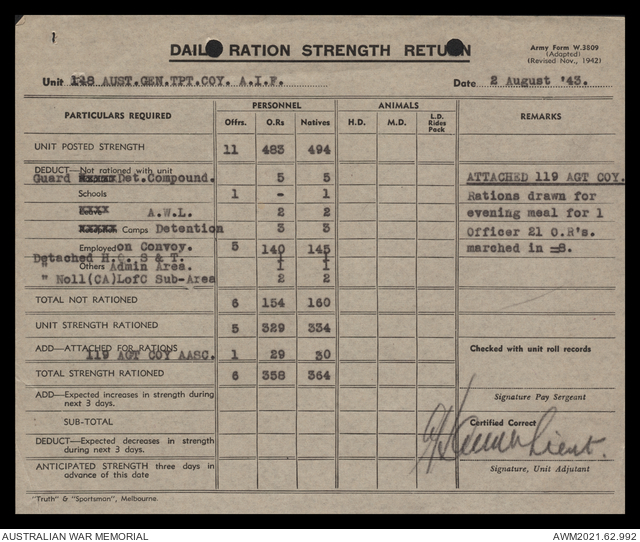 1
DAIL RATION STRENGTH RETU N
Army Form W.3809
(Adapted)
(Revised Nov., 1942)
Unit 148 AUST.GEN.TPT.COY. A.I.F. Date 2 August '43.
PARTICULARS REQUIRED PERSONNEL ANIMALS REMARKS
Offrs. O.Rs Natives H.D. M.D. L.D. Rides Pack
UNIT POSTED STRENGTH 11 483 494
DEDUCT—Not rationed with unit
Guard Det.Compound. 5 5 ATTACHED 119 AGT COY.
Schools 1 - 1 Rations drawn for
A.W.L. 2 2 evening meal for 1
Comps Detention 3 3 Officer 21 O.R's.
Employed on Convoy. 5 140 145 marched in =8.
Detached H.Q. S & T. 1 1
" Others Admin Area. 1 1
" Noll(CA)LofC Sub-Area 2 2
TOTAL NOT RATIONED 6 154 160
UNIT STRENGTH RATIONED 5 329 334
ADD—ATTACHED FOR RATIONS
119 AGT COY AASC. 1 29 30 Checked with unit roll records
TOTAL STRENGTH RATIONED 6 358 364
ADD—Expected increases in strength during next 3 days. Signature Pay Sergeant
SUB-TOTAL Certified Correct
DEDUCT—Expected decreases in strength during next 3 days. Lieut.
ANTICIPATED STRENGTH three days in advance of this date Signature, Unit Adjutant
"Truth" & "Sportsman", Melbourne.
AUSTRALIAN WAR MEMORIAL AWM2021.62.992